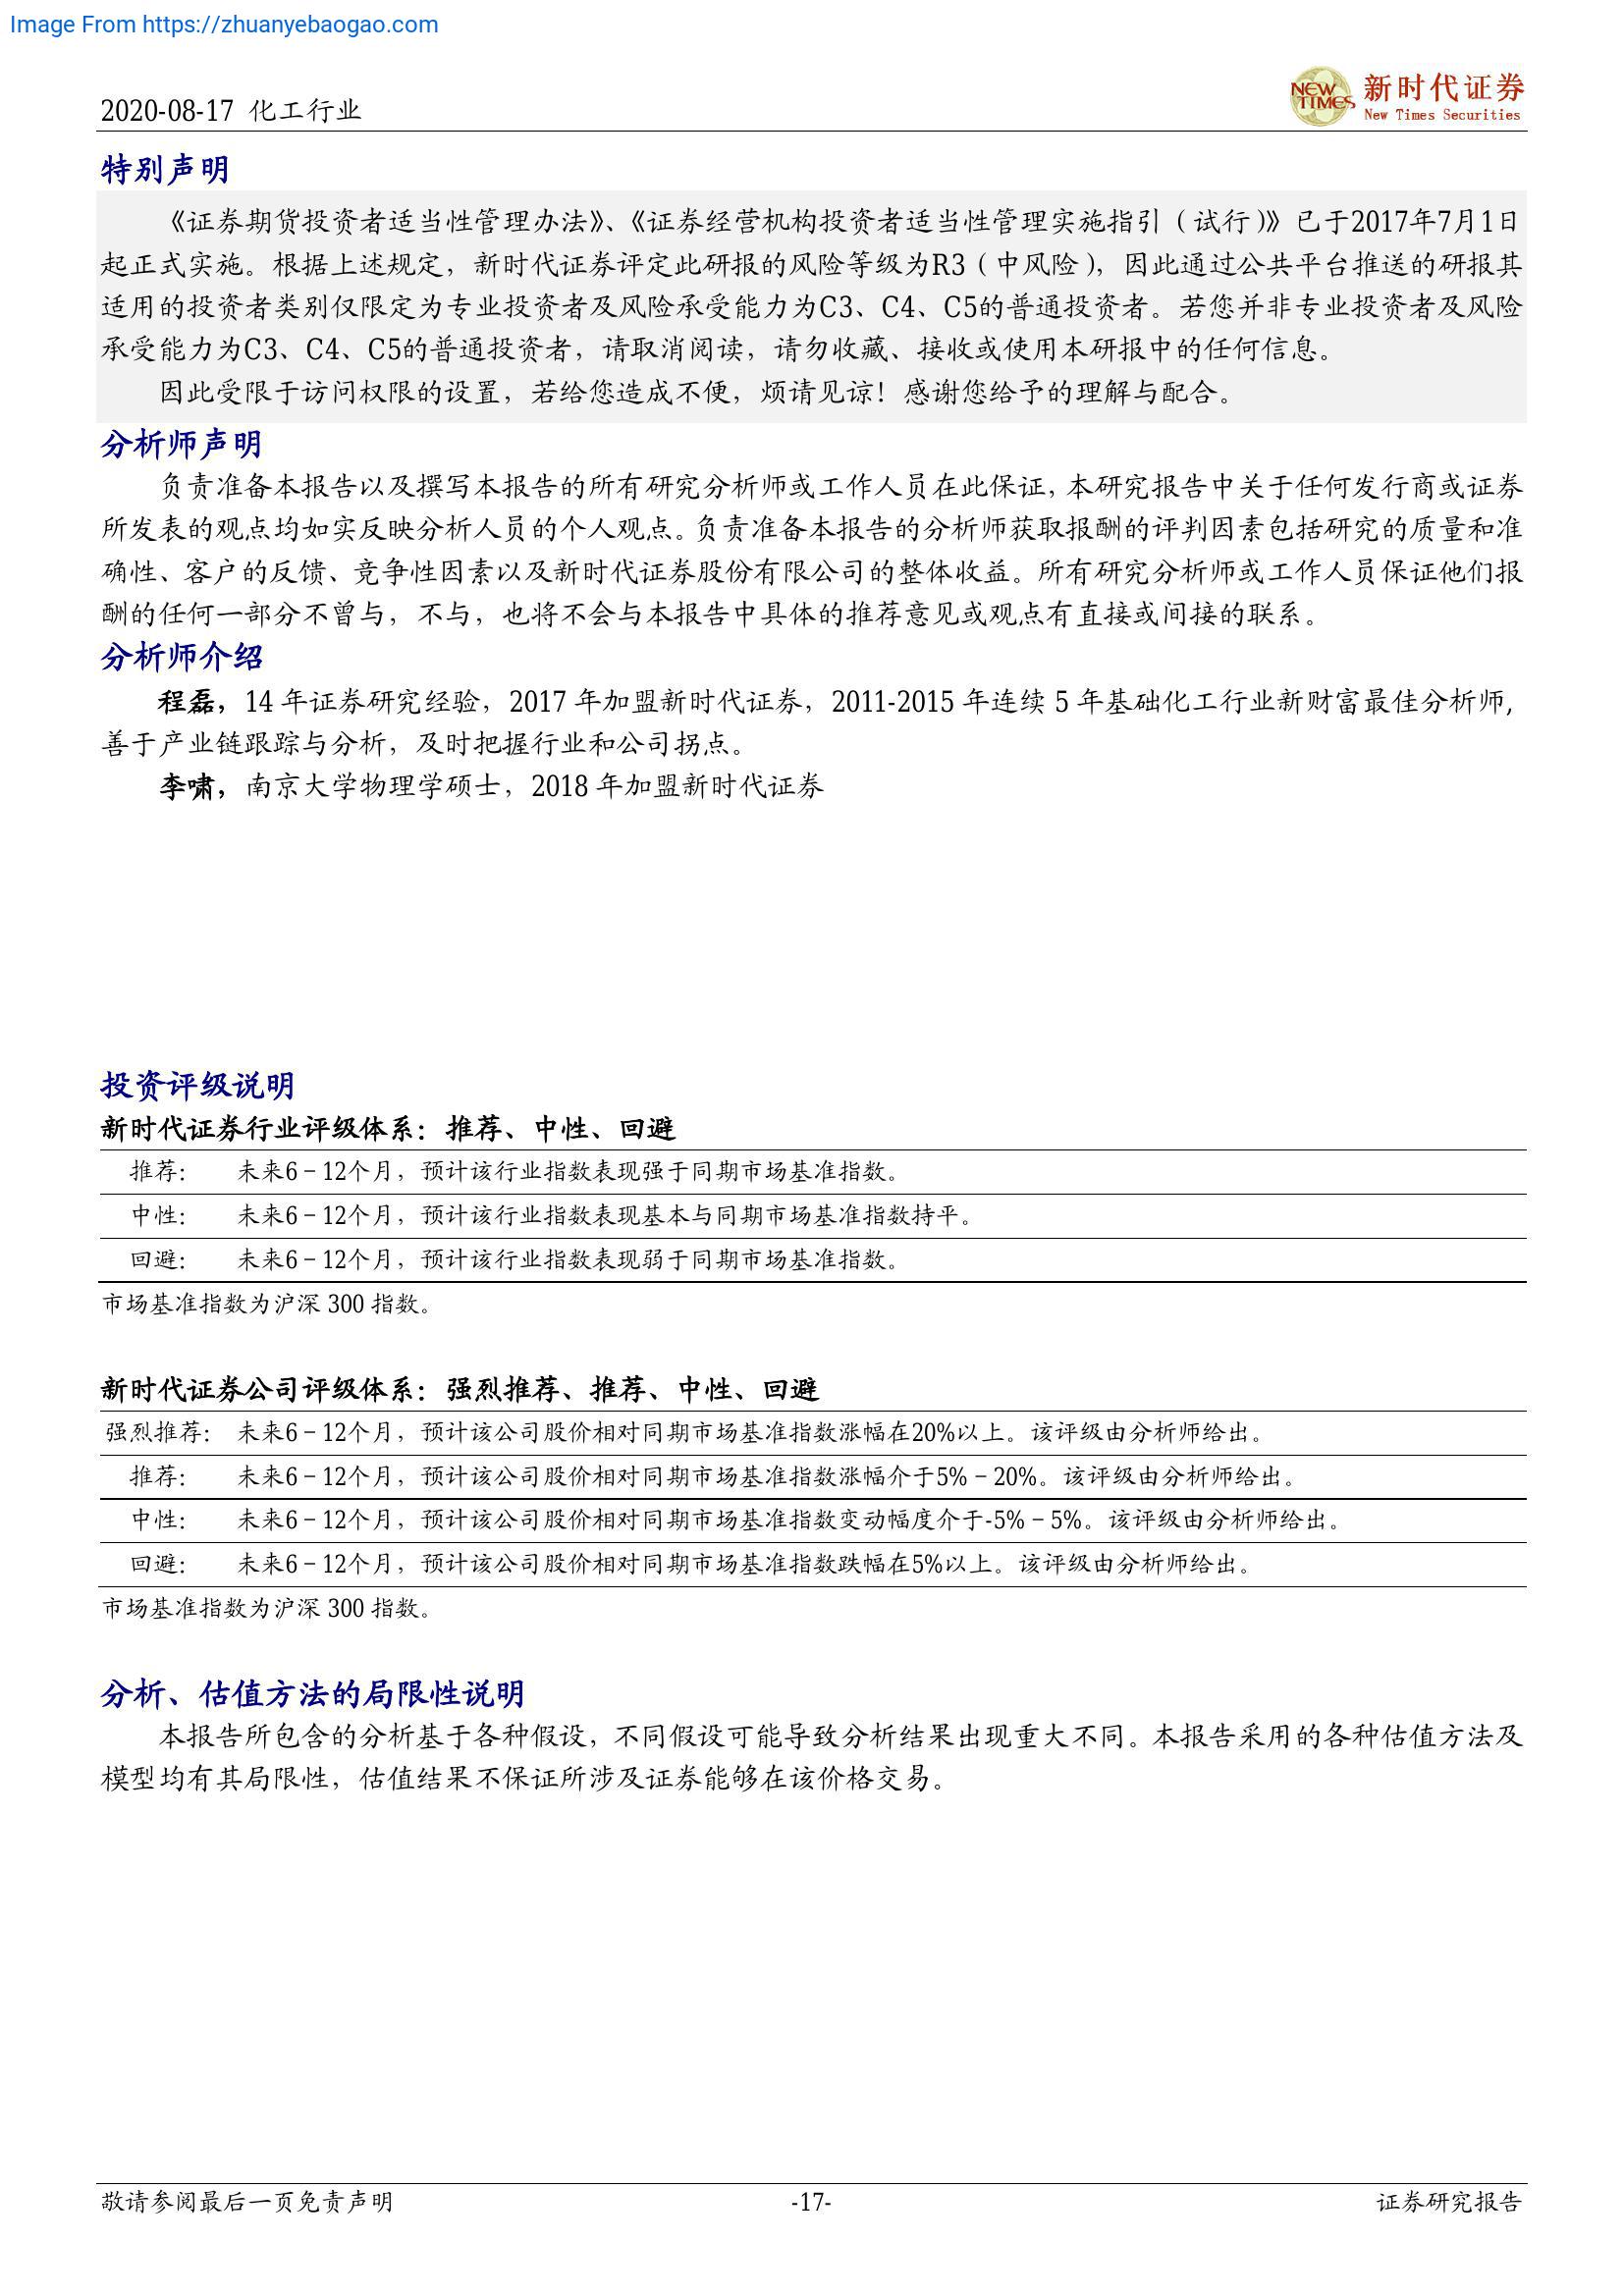 Image From https://zhuanyebaogao.com
2020-08-17 化工行业
NEW TIMES
新时代证券
New Times Securities
特别声明
《证券期货投资者适当性管理办法》、《证券经营机构投资者适当性管理实施指引（试行）》已于2017年7月1日
起正式实施。根据上述规定，新时代证券评定此研报的风险等级为R3（中风险），因此通过公共平台推送的研报其
适用的投资者类别仅限定为专业投资者及风险承受能力为C3、C4、C5的普通投资者。若您并非专业投资者及风险
承受能力为C3、C4、C5的普通投资者，请取消阅读，请勿收藏、接收或使用本研报中的任何信息。
因此受限于访问权限的设置，若给您造成不便，烦请见谅！感谢您给予的理解与配合。
分析师声明
负责准备本报告以及撰写本报告的所有研究分析师或工作人员在此保证，本研究报告中关于任何发行商或证券
所发表的观点均如实反映分析人员的个人观点。负责准备本报告的分析师获取报酬的评判因素包括研究的质量和准
确性、客户的反馈、竞争性因素以及新时代证券股份有限公司的整体收益。所有研究分析师或工作人员保证他们报
酬的任何一部分不曾与，不与，也将不会与本报告中具体的推荐意见或观点有直接或间接的联系。
分析师介绍
程磊，14 年证券研究经验，2017 年加盟新时代证券，2011-2015 年连续 5 年基础化工行业新财富最佳分析师，
善于产业链跟踪与分析，及时把握行业和公司拐点。
李啸，南京大学物理学硕士，2018 年加盟新时代证券
投资评级说明
新时代证券行业评级体系：推荐、中性、回避
推荐： 未来6－12个月，预计该行业指数表现强于同期市场基准指数。
中性： 未来6－12个月，预计该行业指数表现基本与同期市场基准指数持平。
回避： 未来6－12个月，预计该行业指数表现弱于同期市场基准指数。
市场基准指数为沪深 300 指数。
新时代证券公司评级体系：强烈推荐、推荐、中性、回避
强烈推荐： 未来6－12个月，预计该公司股价相对同期市场基准指数涨幅在20%以上。该评级由分析师给出。
推荐： 未来6－12个月，预计该公司股价相对同期市场基准指数涨幅介于5%－20%。该评级由分析师给出。
中性： 未来6－12个月，预计该公司股价相对同期市场基准指数变动幅度介于-5%－5%。该评级由分析师给出。
回避： 未来6－12个月，预计该公司股价相对同期市场基准指数跌幅在5%以上。该评级由分析师给出。
市场基准指数为沪深 300 指数。
分析、估值方法的局限性说明
本报告所包含的分析基于各种假设，不同假设可能导致分析结果出现重大不同。本报告采用的各种估值方法及
模型均有其局限性，估值结果不保证所涉及证券能够在该价格交易。
敬请参阅最后一页免责声明
-17-
证券研究报告